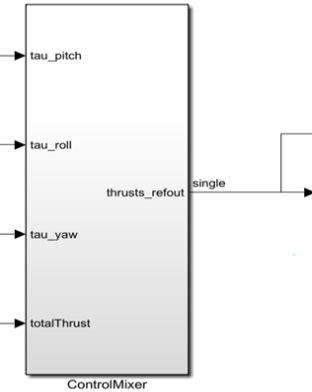 tau_pitch
tau_roll
thrusts_refout
single
tau_yaw
totalThrust
ControlMixer